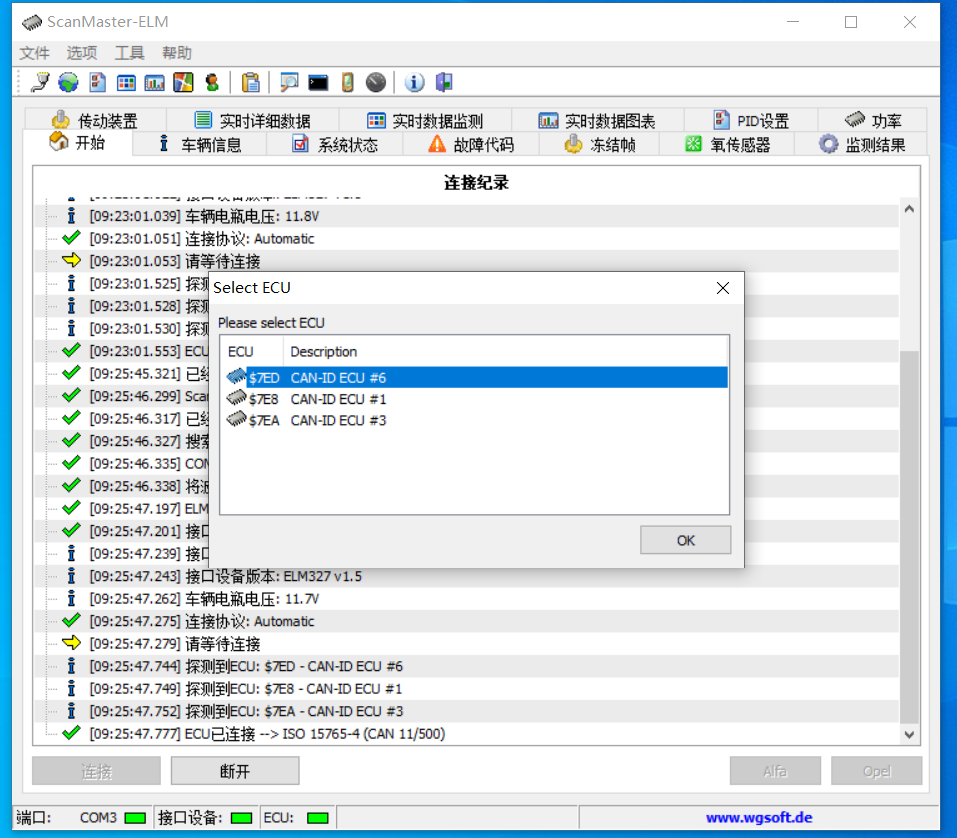 ScanMaster-ELM
文件 选项 工具 帮助
传动装置 实时详细数据 实时数据监测 实时数据图表 PID设置 功率
开始 车辆信息 系统状态 故障代码 冻结帧 氧传感器 监测结果
连接纪录
[09:23:01.039] 车辆电瓶电压: 11.8V
[09:23:01.051] 连接协议: Automatic
[09:23:01.053] 请等待连接
[09:23:01.525] 探测
[09:23:01.528] 探测
[09:23:01.530] 探测
[09:23:01.553] ECU
[09:25:45.321] 已经
[09:25:46.299] Scan
[09:25:46.317] 已经
[09:25:46.327] 搜索
[09:25:46.335] COM
[09:25:46.338] 将波
[09:25:47.197] ELM
[09:25:47.201] 接口
[09:25:47.239] 接口
[09:25:47.243] 接口设备版本: ELM327 v1.5
[09:25:47.262] 车辆电瓶电压: 11.7V
[09:25:47.275] 连接协议: Automatic
[09:25:47.279] 请等待连接
[09:25:47.744] 探测到ECU: $7ED - CAN-ID ECU #6
[09:25:47.749] 探测到ECU: $7E8 - CAN-ID ECU #1
[09:25:47.752] 探测到ECU: $7EA - CAN-ID ECU #3
[09:25:47.777] ECU已连接 --> ISO 15765-4 (CAN 11/500)
Select ECU
Please select ECU
ECU Description
$7ED CAN-ID ECU #6
$7E8 CAN-ID ECU #1
$7EA CAN-ID ECU #3
OK
连接 断开 Alfa Opel
端口: COM3 接口设备: ECU: www.wgsoft.de